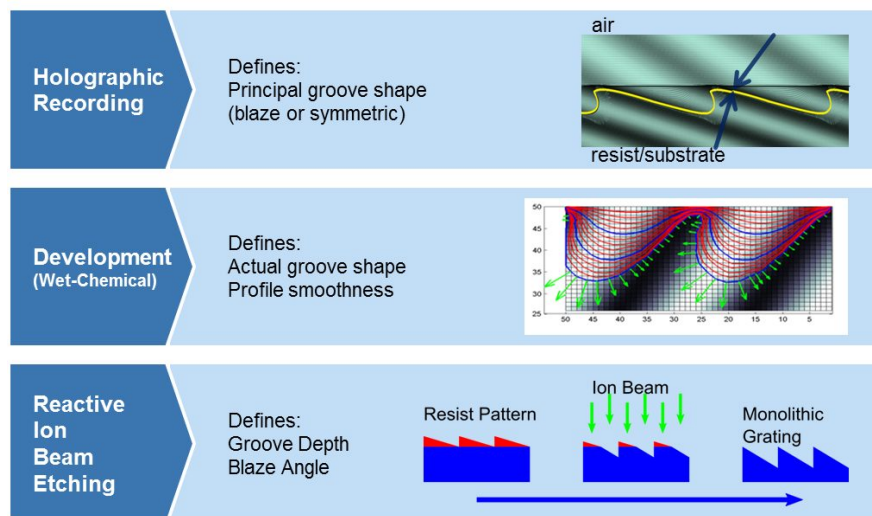 Holographic
Recording
Defines:
Principal groove shape
(blaze or symmetric)
air
resist/substrate
Development
(Wet-Chemical)
Defines:
Actual groove shape
Profile smoothness
50
45
40
35
30
25
50 45 40 35 30 25 20 15 10 5
Reactive
Ion
Beam
Etching
Defines:
Groove Depth
Blaze Angle
Resist Pattern
Ion Beam
Monolithic
Grating